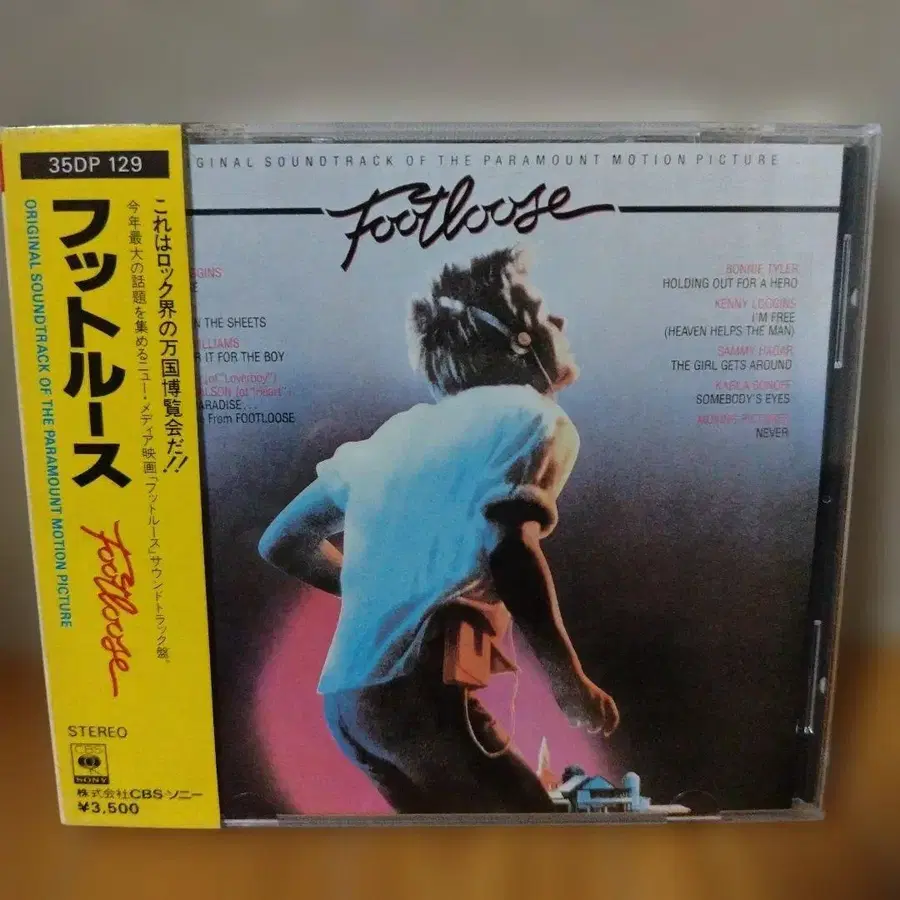 35DP 129
フットルース
ORIGINAL SOUNDTRACK OF THE PARAMOUNT MOTION PICTURE
Footloose
これはロック界の万国博覧会だ!!
今年最大の話題を集めるニュー・メディア映画「フットルース」サウンドトラック盤。
STEREO
CBS
SONY
株式会社CBS・ソニー
¥3,500
SOUNDTRACK OF THE PARAMOUNT MOTION PICTURE
Footloose
THE SHEETS
IT FOR THE BOY
(of "Loverboy")
(of "Heart")
From FOOTLOOSE
BONNIE TYLER
HOLDING OUT FOR A HERO
KENNY LOGGINS
I'M FREE
(HEAVEN HELPS THE MAN)
SAMMY HAGAR
THE GIRL GETS AROUND
KARLA BONOFF
SOMEBODY'S EYES
MOVING PICTURES
NEVER